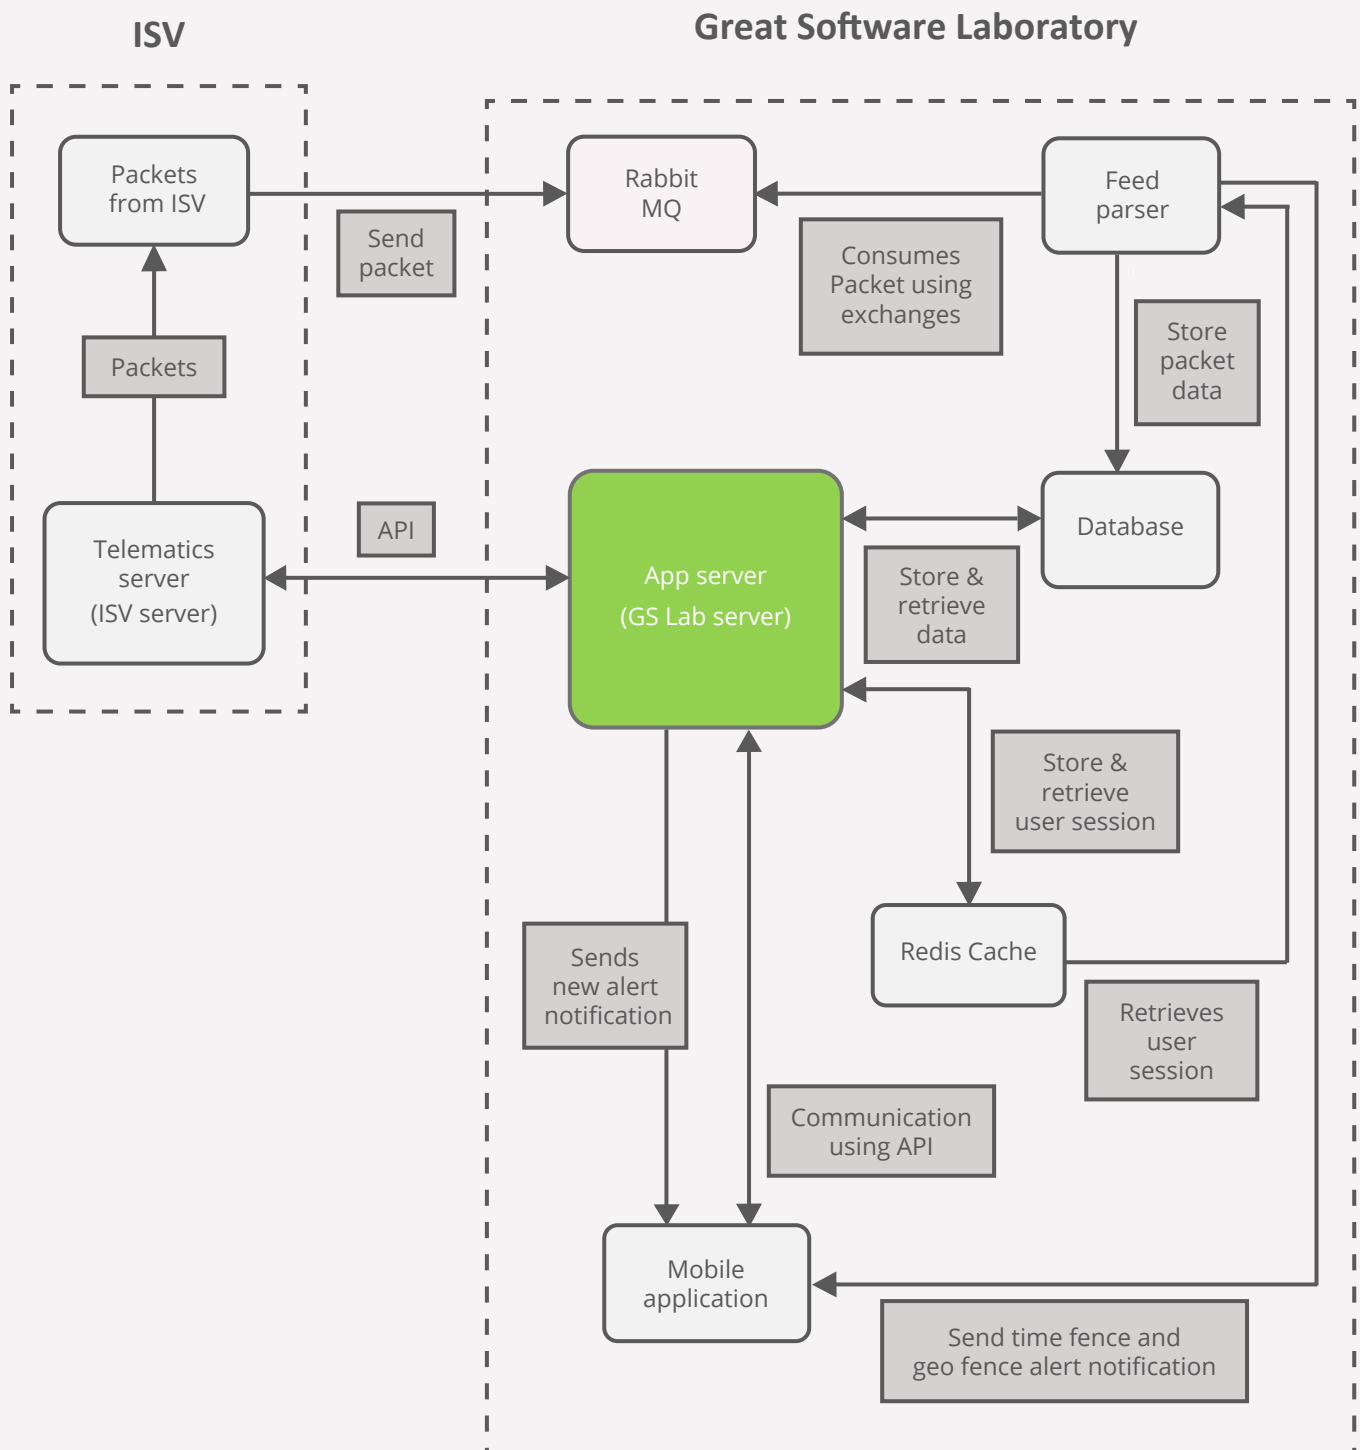 ISV
Great Software Laboratory
Packets
from ISV
Send
packet
Rabbit
MQ
Consumes
Packet using
exchanges
Feed
parser
Store
packet
data
Packets
Telematics
server
(ISV server)
API
App server
(GS Lab server)
Database
Store &
retrieve
data
Store &
retrieve
user session
Redis Cache
Retrieves
user
session
Sends
new alert
notification
Communication
using API
Mobile
application
Send time fence and
geo fence alert notification